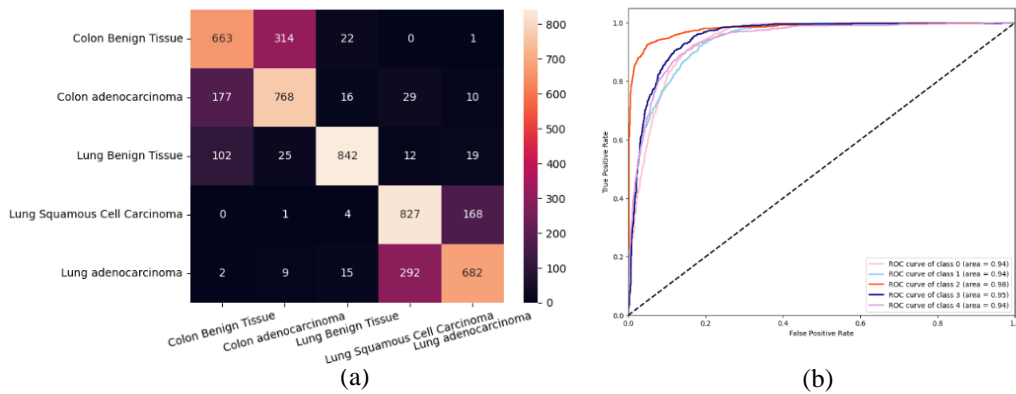 Colon Benign Tissue
663 314 22 0 1
Colon adenocarcinoma
177 768 16 29 10
Lung Benign Tissue
102 25 842 12 19
Lung Squamous Cell Carcinoma
0 1 4 827 168
Lung adenocarcinoma
2 9 15 292 682
Colon Benign Tissue
Colon adenocarcinoma
Lung Benign Tissue
Lung Squamous Cell Carcinoma
Lung adenocarcinoma
800
700
600
500
400
300
200
100
0
(a)
True Positive Rate
1.0
0.8
0.6
0.4
0.2
0.0
0.0 0.2 0.4 0.6 0.8 1.
False Positive Rate
ROC curve of class 0 (area = 0.94)
ROC curve of class 1 (area = 0.94)
ROC curve of class 2 (area = 0.98)
ROC curve of class 3 (area = 0.95)
ROC curve of class 4 (area = 0.94)
(b)